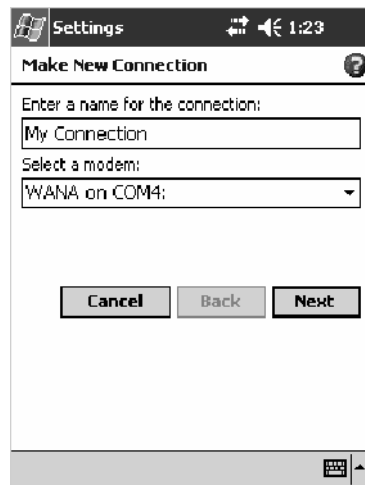 Settings 1:23
Make New Connection ?
Enter a name for the connection:
My Connection
Select a modem:
WANA on COM4:
Cancel Back Next